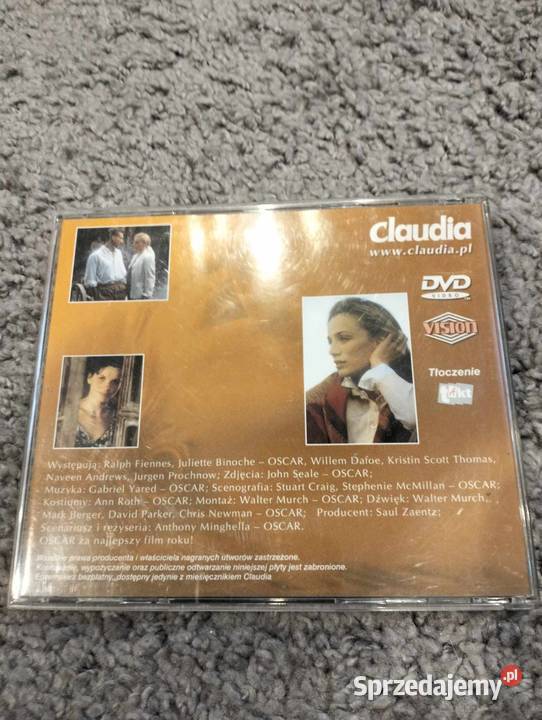 claudia
www.claudia.pl
DVD
VIDEO
VISION
Tłoczenie
takt
Występują: Ralph Fiennes, Juliette Binoche – OSCAR, Willem Dafoe, Kristin Scott Thomas,
Naveen Andrews, Jurgen Prochnow; Zdjęcia: John Seale – OSCAR;
Muzyka: Gabriel Yared – OSCAR; Scenografia: Stuart Craig, Stephenie McMillan – OSCAR;
Kostiumy: Ann Roth– OSCAR; Montaż: Walter Murch – OSCAR; Dźwięk: Walter Murch,
Mark Berger, David Parker, Chris Newman – OSCAR; Producent: Saul Zaentz;
Scenariusz i reżyseria: Anthony Minghella – OSCAR.
OSCAR za najlepszy film roku!
Wszelkie prawa producenta i właściciela nagranych utworów zastrzeżone.
Kopiowanie, wypożyczanie oraz publiczne odtwarzanie niniejszej płyty jest zabronione.
Egzemplarz bezpłatny, dostępny jedynie z miesięcznikiem Claudia
Sprzedajemy.pl